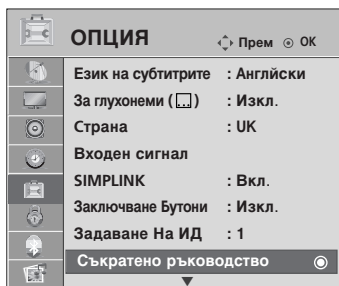 ОПЦИЯ Прем OK
Език на субтитрите : Англйски
За глухонеми ( ) : Изкл.
Страна : UK
Входен сигнал
SIMPLINK : Вкл.
Заключване Бутони : Изкл.
Задаване На ИД : 1
Съкратено ръководство